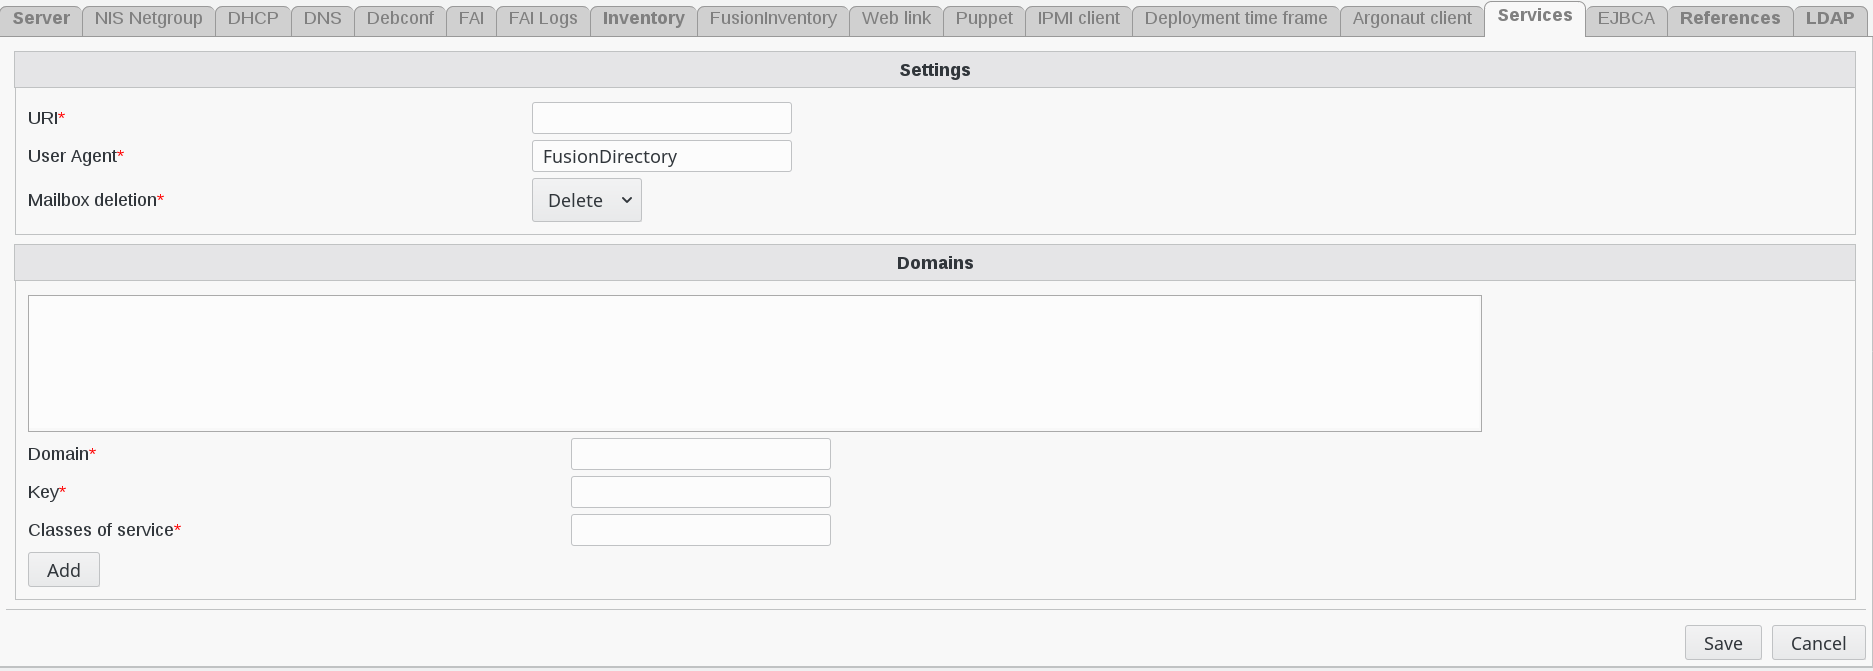 Server NIS Netgroup DHCP DNS Debconf FAI FAI Logs Inventory FusionInventory Web link Puppet IPMI client Deployment time frame Argonaut client Services EJBCA References LDAP
Settings
URI*
User Agent* FusionDirectory
Mailbox deletion* Delete
Domains
Domain*
Key*
Classes of service*
Add
Save Cancel